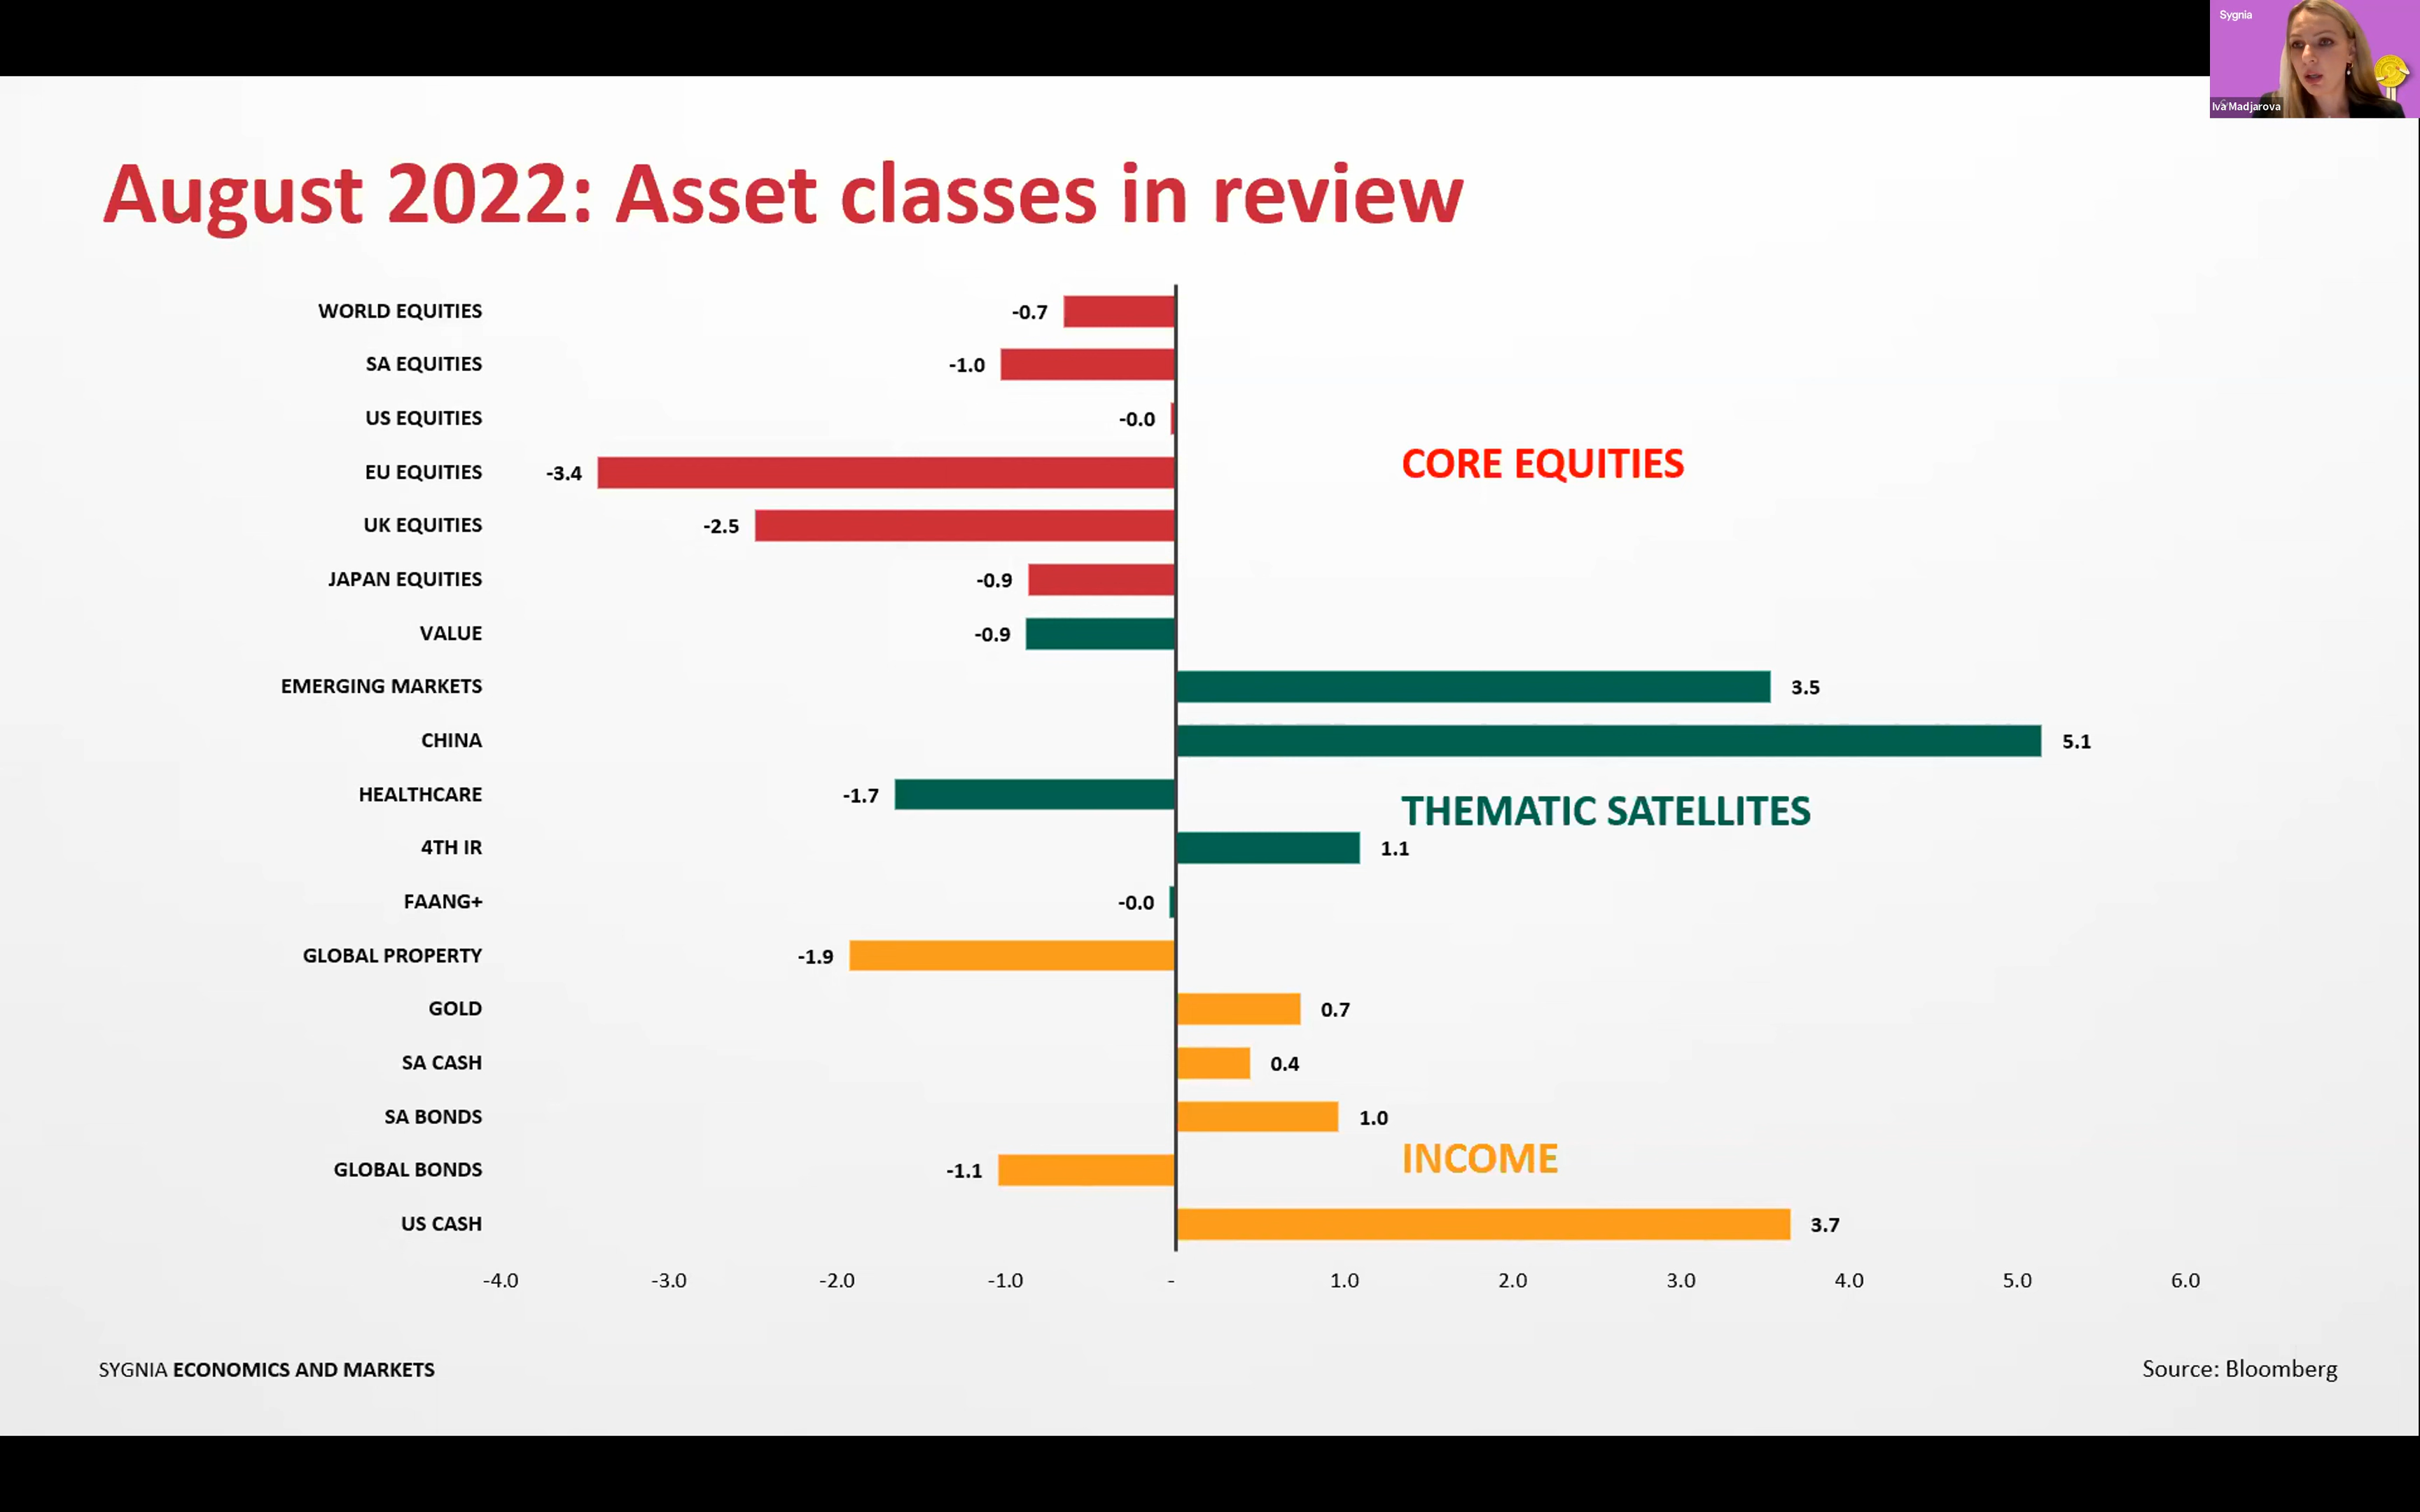 Sygnia
Iva Madjarova
August 2022: Asset classes in review
WORLD EQUITIES -0.7
SA EQUITIES -1.0
US EQUITIES -0.0
CORE EQUITIES
EU EQUITIES -3.4
UK EQUITIES -2.5
JAPAN EQUITIES -0.9
VALUE -0.9
EMERGING MARKETS 3.5
CHINA 5.1
HEALTHCARE -1.7
THEMATIC SATELLITES
4TH IR 1.1
FAANG+ -0.0
GLOBAL PROPERTY -1.9
GOLD 0.7
SA CASH 0.4
SA BONDS 1.0
INCOME
GLOBAL BONDS -1.1
US CASH 3.7
-4.0 -3.0 -2.0 -1.0 - 1.0 2.0 3.0 4.0 5.0 6.0
SYGNIA ECONOMICS AND MARKETS
Source: Bloomberg